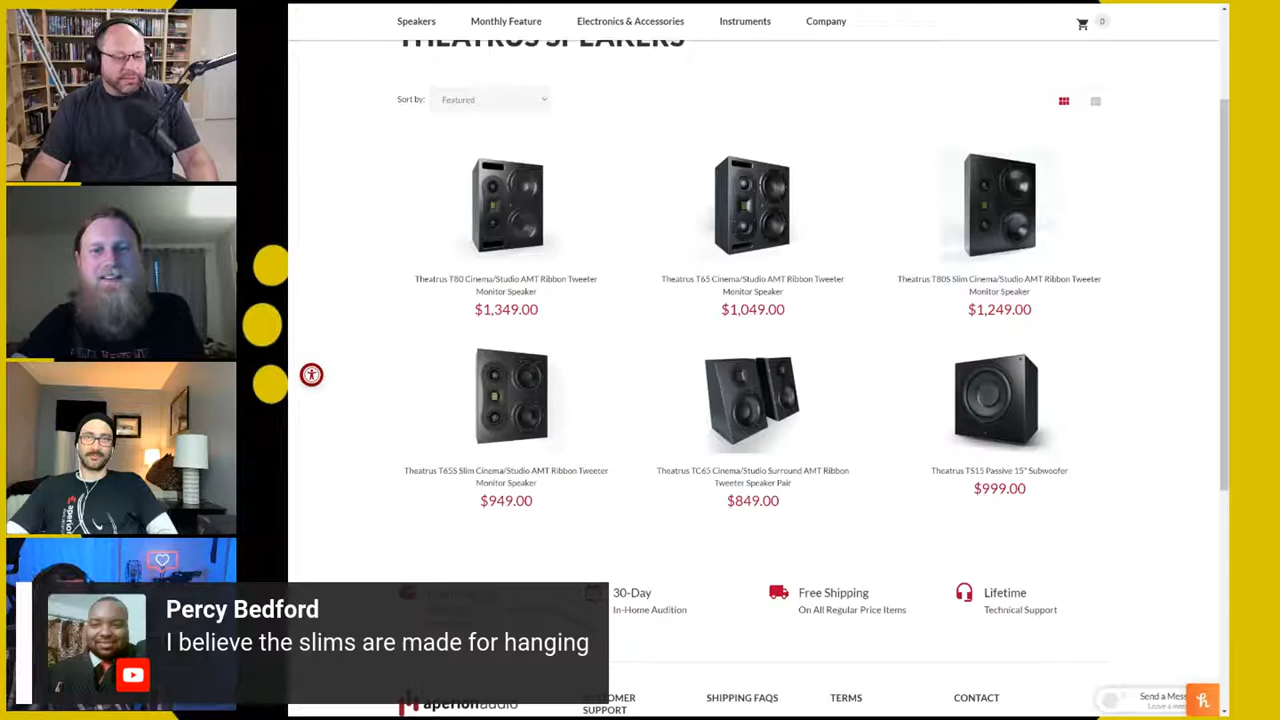 Speakers Monthly Feature Electronics & Accessories Instruments Company 0
THEATRUS SPEAKERS
Sort by: Featured
Theatrus T80 Cinema/Studio AMT Ribbon Tweeter
Monitor Speaker
$1,349.00
Theatrus T65 Cinema/Studio AMT Ribbon Tweeter
Monitor Speaker
$1,049.00
Theatrus T80S Slim Cinema/Studio AMT Ribbon Tweeter
Monitor Speaker
$1,249.00
Theatrus T65S Slim Cinema/Studio AMT Ribbon Tweeter
Monitor Speaker
$949.00
Theatrus TC65 Cinema/Studio Surround AMT Ribbon
Tweeter Speaker Pair
$849.00
Theatrus TS15 Passive 15" Subwoofer
$999.00
30-Day
In-Home Audition
Free Shipping
On All Regular Price Items
Lifetime
Technical Support
Percy Bedford
I believe the slims are made for hanging
aperionaudio
SUPPORT
SHIPPING FAQS
TERMS
CONTACT
Send a
Leave a